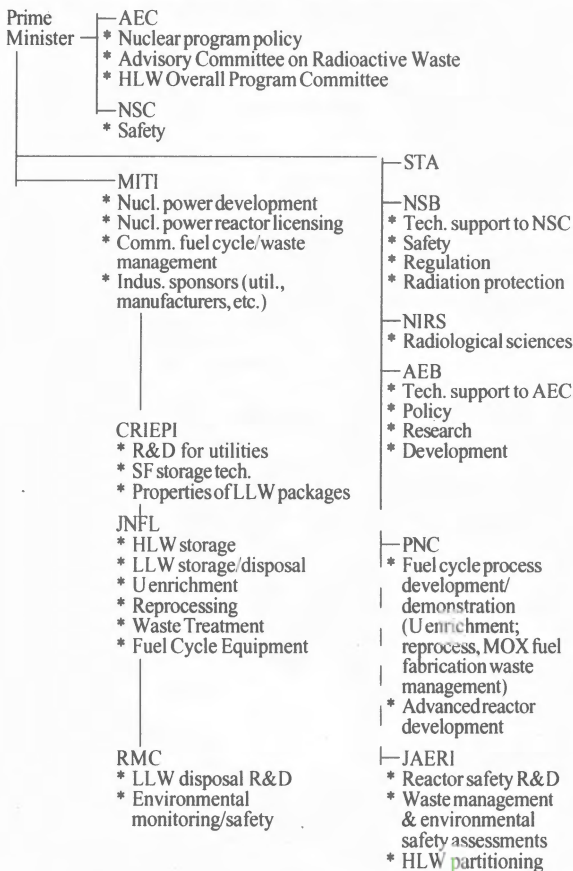 Prime
Minister
AEC
* Nuclear program policy
* Advisory Committee on Radioactive Waste
* HLW Overall Program Committee
NSC
* Safety
MITI
* Nucl. power development
* Nucl. power reactor licensing
* Comm. fuel cycle/waste
management
* Indus. sponsors (util.,
manufacturers, etc.)
CRIEPI
* R&D for utilities
* SF storage tech.
* Properties of LLW packages
JNFL
* HLW storage
* LLW storage/disposal
* U enrichment
* Reprocessing
* Waste Treatment
* Fuel Cycle Equipment
RMC
* LLW disposal R&D
* Environmental
monitoring/safety
STA
NSB
* Tech. support to NSC
* Safety
* Regulation
* Radiation protection
NIRS
* Radiological sciences
AEB
* Tech. support to AEC
* Policy
* Research
* Development
PNC
* Fuel cycle process
development/
demonstration
(U enrichment;
reprocess, MOX fuel
fabrication waste
management)
* Advanced reactor
development
JAERI
* Reactor safety R&D
* Waste management
& environmental
safety assessments
* HLW partitioning